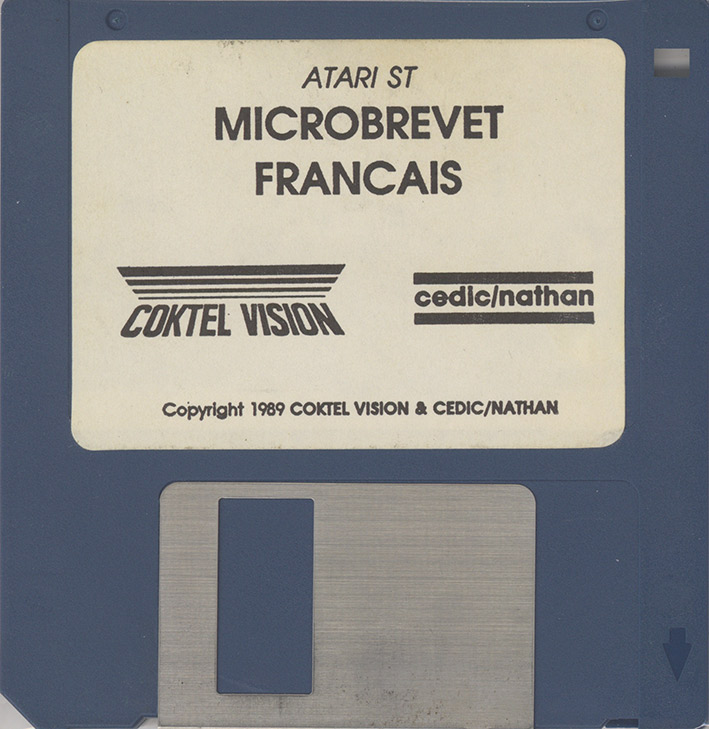 ATARI ST
MICROBREVET
FRANCAIS
COKTEL VISION
cedic/nathan
Copyright 1989 COKTEL VISION & CEDIC/NATHAN